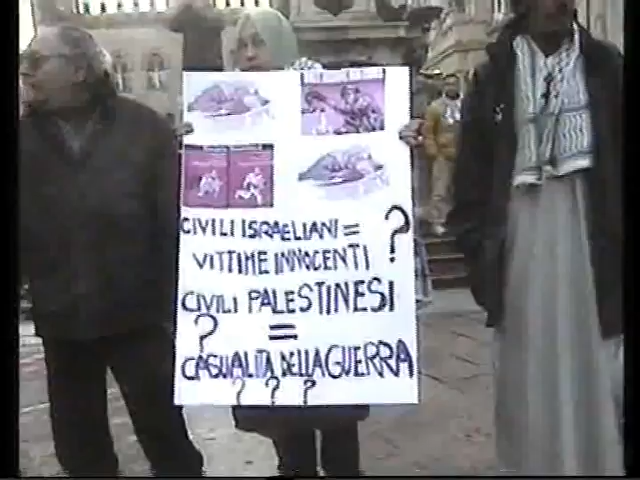 CIVILI ISRAELIANI = ?
VITTIME INNOCENTI
CIVILI PALESTINESI
? =
CASUALITA DELLA GUERRA
? ? ?